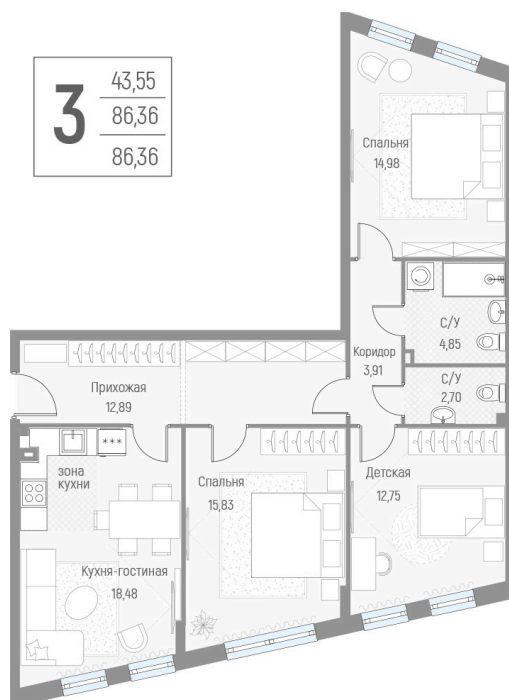 3
43,55
86,36
86,36
Спальня
14,98
С/У
4,85
Коридор
3,91
С/У
2,70
Прихожая
12,89
зона
кухни
Спальня
15,83
Детская
12,75
Кухня-гостиная
18,48
***